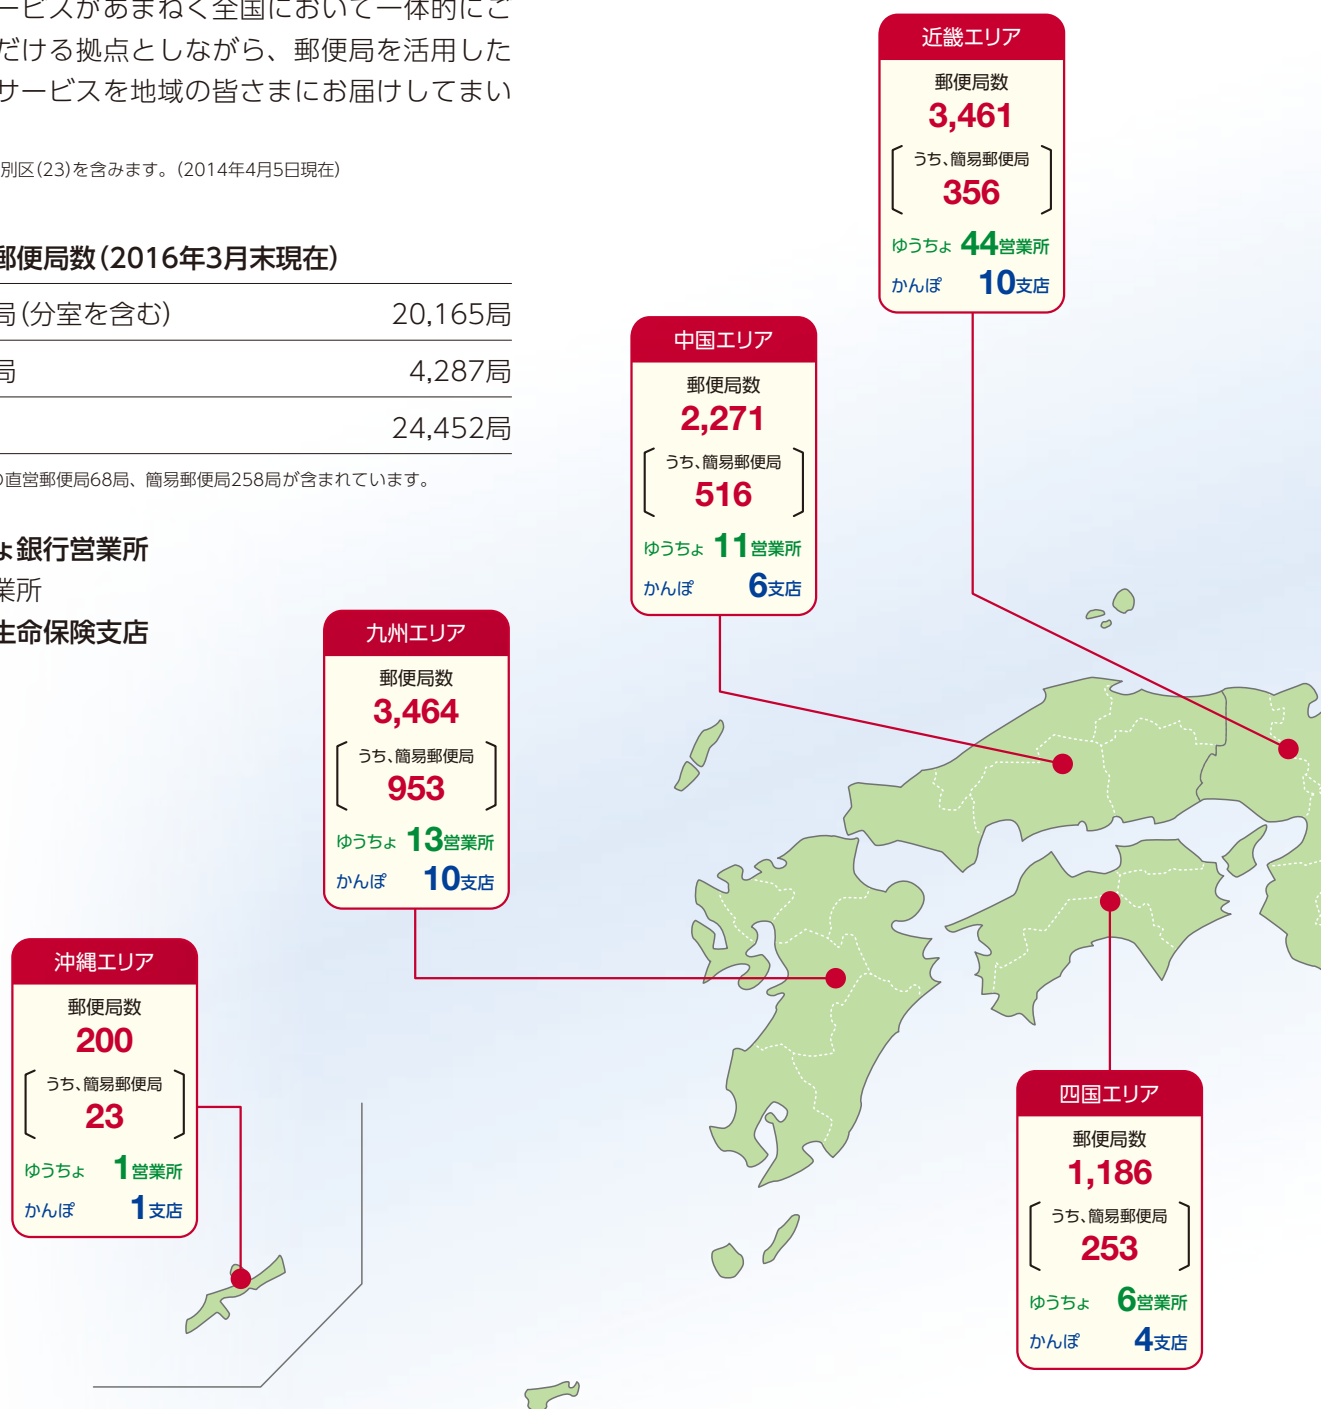 ービスがあまねく全国において一体的にご
だける拠点としながら、郵便局を活用した
サービスを地域の皆さまにお届けしてまい
別区(23)を含みます。(2014年4月5日現在)
郵便局数(2016年3月末現在)
局(分室を含む) 20,165局
局 4,287局
24,452局
の直営郵便局68局、簡易郵便局258局が含まれています。
ょ銀行営業所
業所
生命保険支店
近畿エリア
郵便局数
3,461
うち、簡易郵便局
356
ゆうちょ 44営業所
かんぽ 10支店
中国エリア
郵便局数
2,271
うち、簡易郵便局
516
ゆうちょ 11営業所
かんぽ 6支店
九州エリア
郵便局数
3,464
うち、簡易郵便局
953
ゆうちょ 13営業所
かんぽ 10支店
沖縄エリア
郵便局数
200
うち、簡易郵便局
23
ゆうちょ 1営業所
かんぽ 1支店
四国エリア
郵便局数
1,186
うち、簡易郵便局
253
ゆうちょ 6営業所
かんぽ 4支店